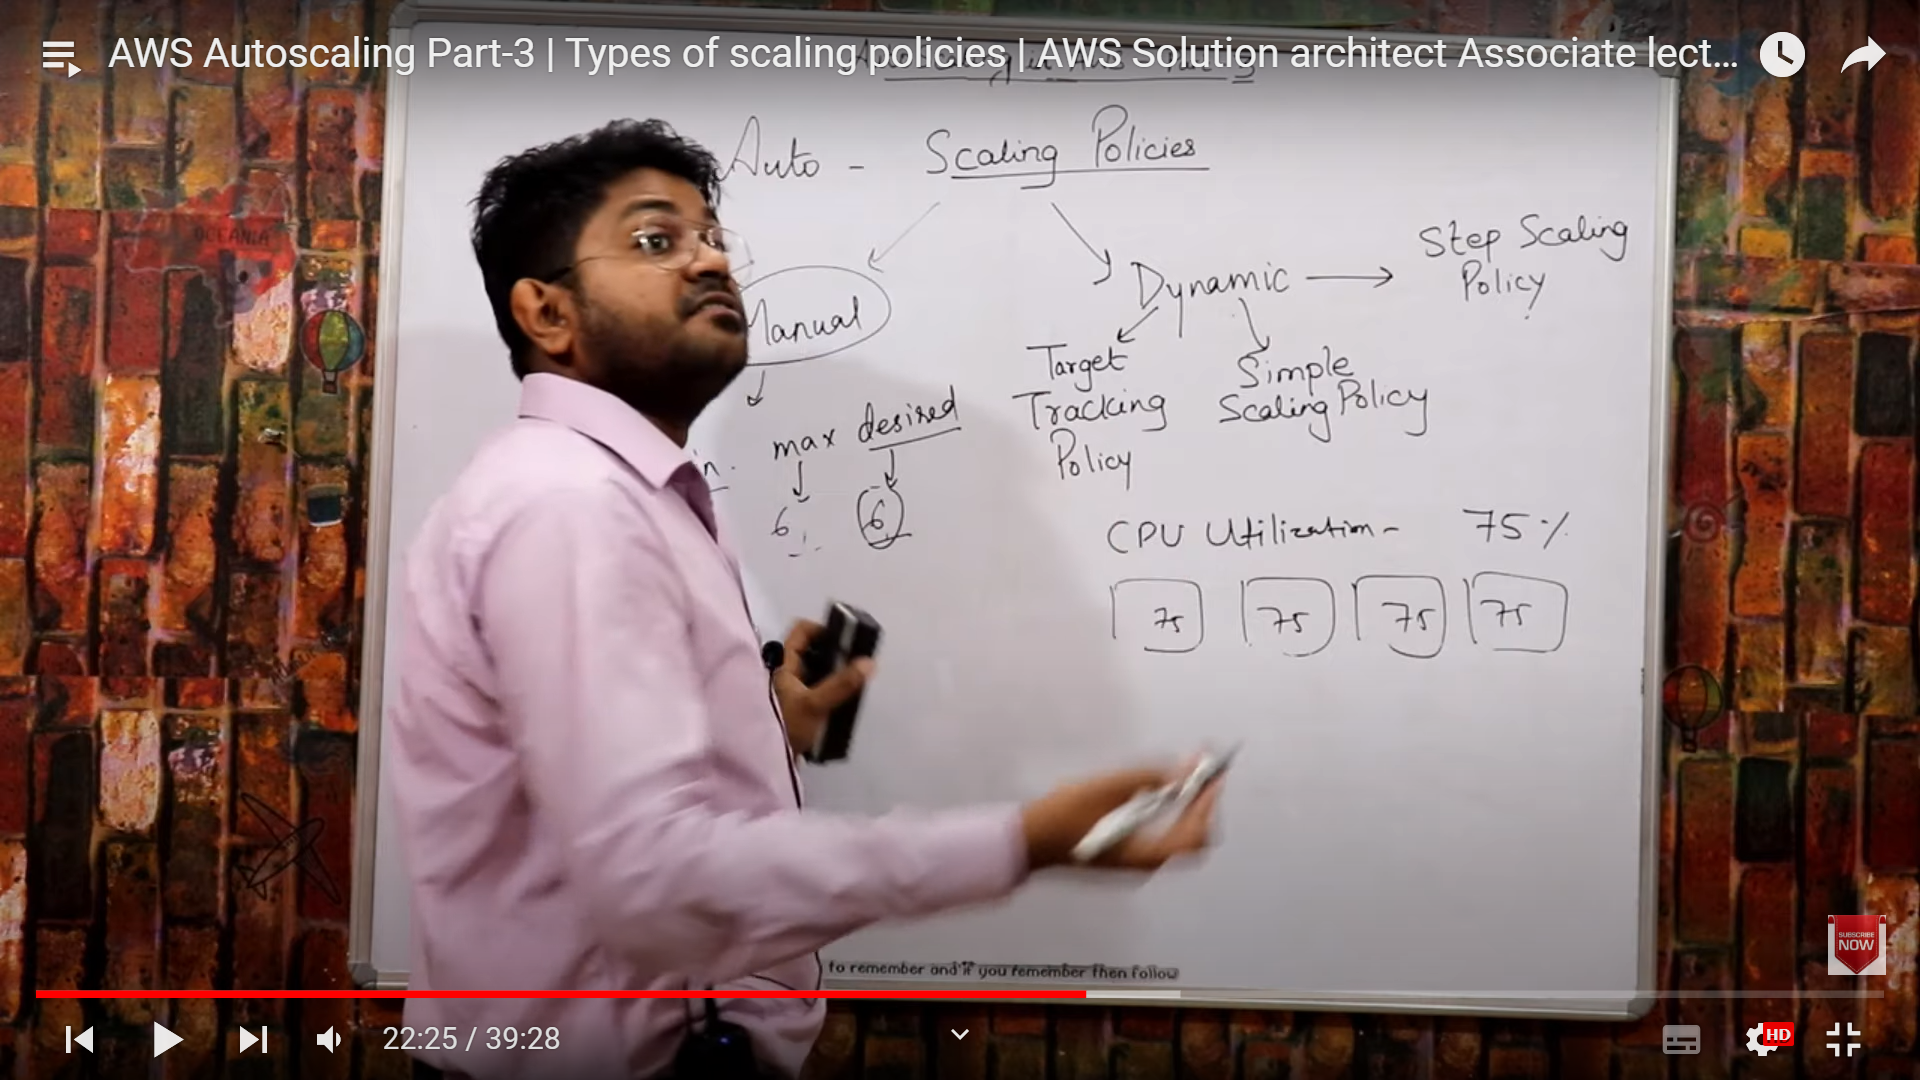 AWS Autoscaling Part-3 | Types of scaling policies | AWS Solution architect Associate lect...
Auto - Scaling Policies
Manual
Dynamic
Step Scaling
Policy
Target
Tracking
Policy
Simple
Scaling Policy
max desired
6 6
CPU Utilization - 75%
75 75 75 75
OCEANIA
to remember and if you remember then follow
SUBSCRIBE
NOW
22:25 / 39:28
HD